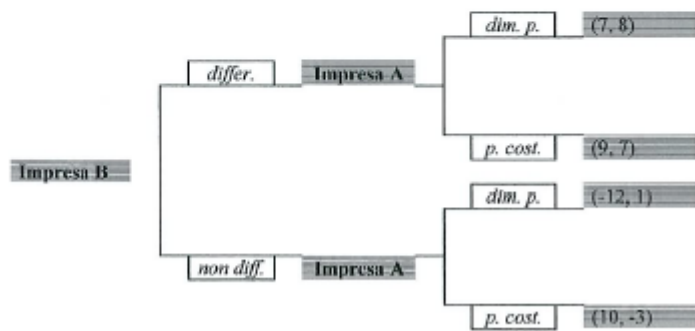 dim. p. (7, 8)
differ. Impresa A
p. cost. (9, 7)
Impresa B
dim. p. (-12, 1)
non diff. Impresa A
p. cost. (10, -3)